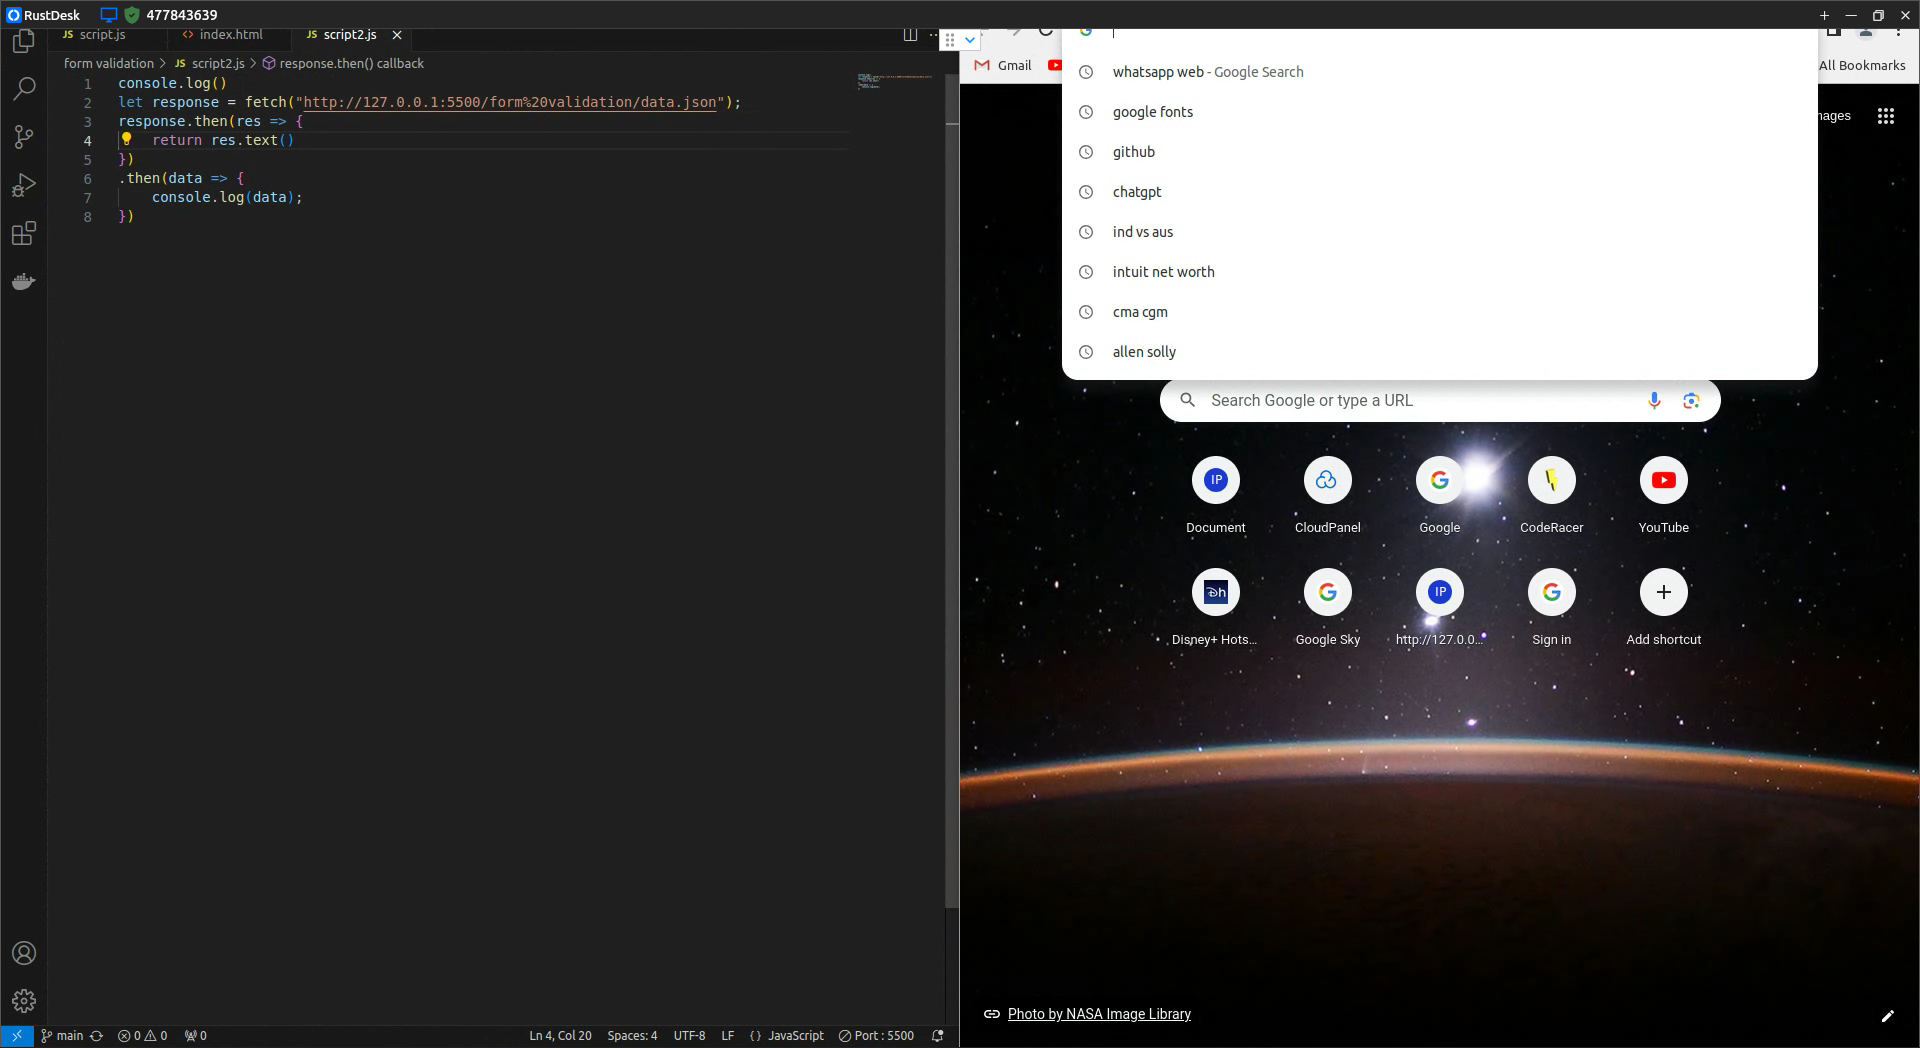 RustDesk
477843639
script.js
index.html
script2.js
form validation > script2.js > response.then() callback
1 console.log()
2 let response = fetch("http://127.0.0.1:5500/form%20validation/data.json");
3 response.then(res => {
4 return res.text()
5 })
6 .then(data => {
7 console.log(data);
8 })
main
0
0
0
Ln 4, Col 20
Spaces: 4
UTF-8
LF
{} JavaScript
Port : 5500
Gmail
All Bookmarks
whatsapp web - Google Search
google fonts
github
chatgpt
ind vs aus
intuit net worth
cma cgm
allen solly
Search Google or type a URL
IP
Document
CloudPanel
Google
CodeRacer
YouTube
Disney+ Hots...
Google Sky
IP
http://127.0.0...
Sign in
Add shortcut
Photo by NASA Image Library